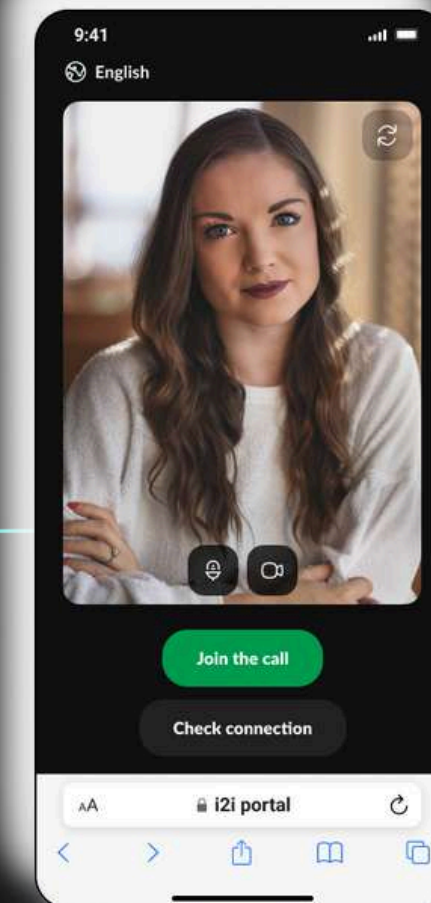 9:41
English
Join the call
Check connection
AA
i2i portal